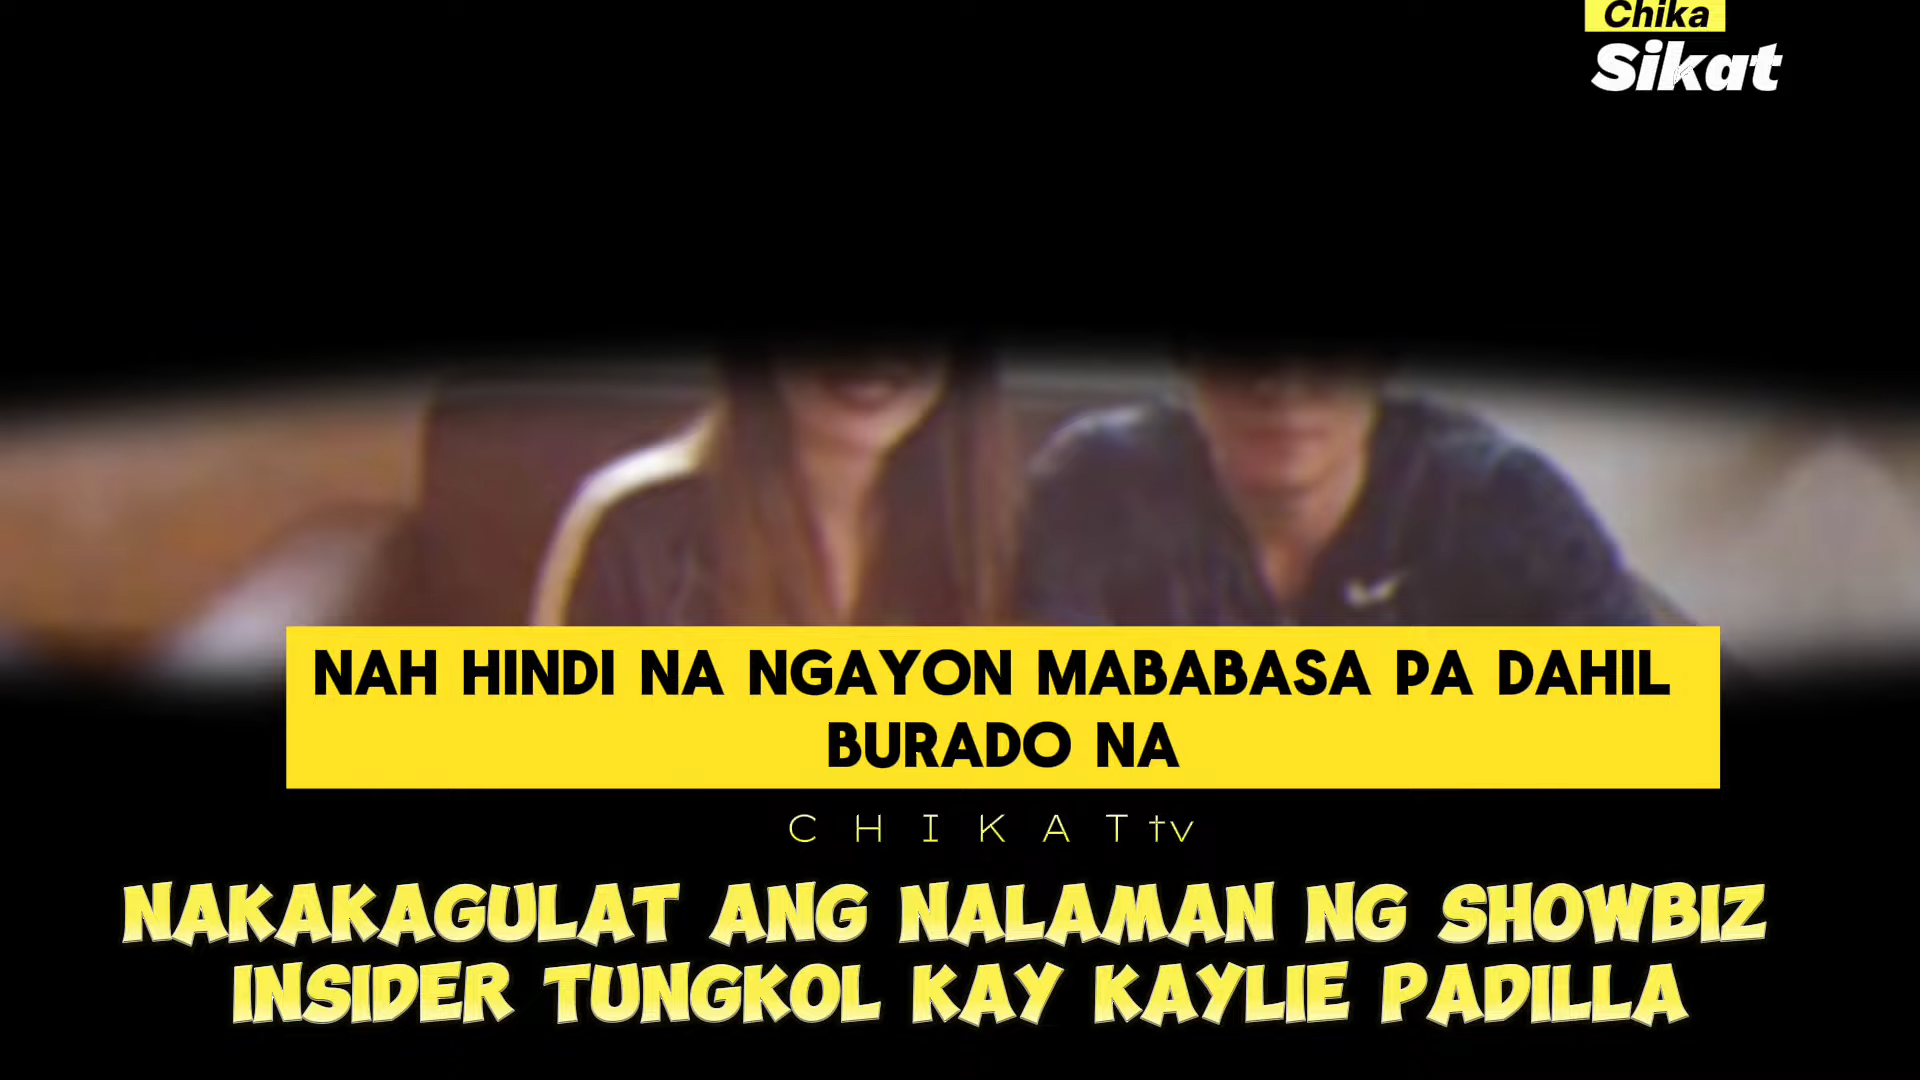 Chika
Sikat
NAH HINDI NA NGAYON MABABASA PA DAHIL
BURADO NA
CHIKATtv
NAKAKAGULAT ANG NALAMAN NG SHOWBIZ
INSIDER TUNGKOL KAY KAYLIE PADILLA